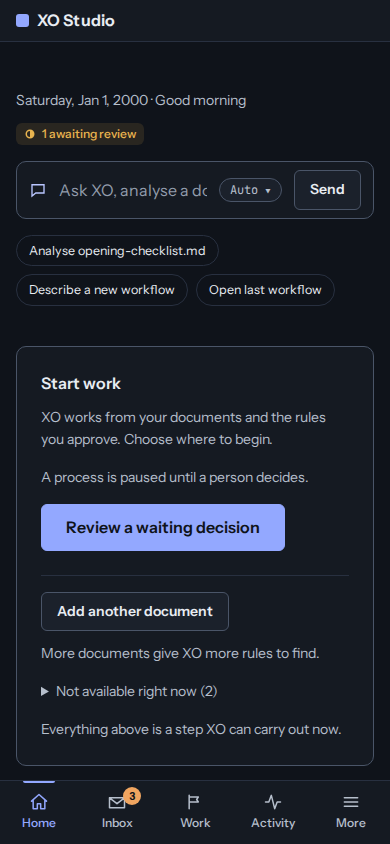 XO Studio
Saturday, Jan 1, 2000 · Good morning
1 awaiting review
Ask XO, analyse a do
Auto ▾
Send
Analyse opening-checklist.md
Describe a new workflow
Open last workflow
Start work
XO works from your documents and the rules
you approve. Choose where to begin.
A process is paused until a person decides.
Review a waiting decision
Add another document
More documents give XO more rules to find.
▶ Not available right now (2)
Everything above is a step XO can carry out now.
3
Home
Inbox
Work
Activity
More